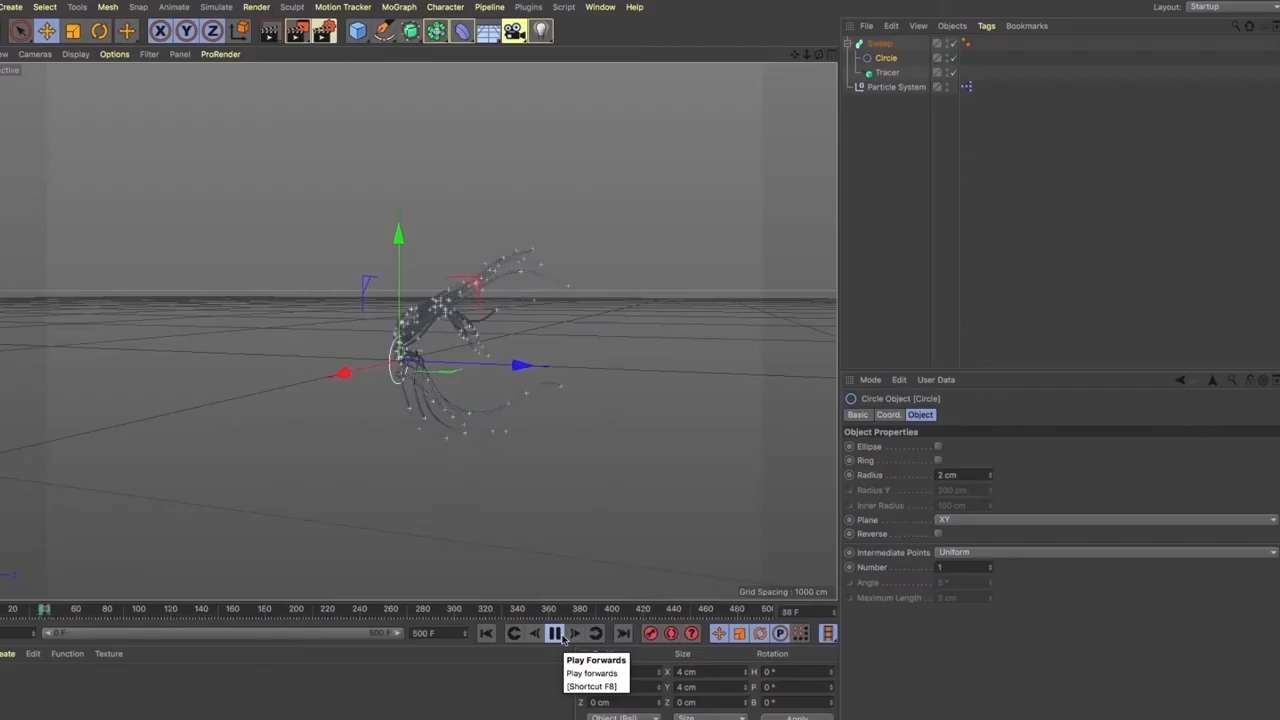 Create Select Tools Mesh Snap Animate Simulate Render Sculpt Motion Tracker MoGraph Character Pipeline Plugins Script Window Help
Layout: Startup
X Y Z
Cameras Display Options Filter Panel ProRender
File Edit View Objects Tags Bookmarks
Sweep
Circle
Tracer
Particle System
Mode Edit User Data
Circle Object [Circle]
Basic Coord. Object
Object Properties
Ellipse
Ring
Radius 2 cm
Radius Y 200 cm
Inner Radius 100 cm
Plane XY
Reverse
Intermediate Points Uniform
Number 1
Angle 5 °
Maximum Length 5 cm
Grid Spacing : 1000 cm
20 60 80 100 120 140 160 180 200 220 240 260 280 300 320 340 360 380 400 420 440 460 480
0 F 500 F 500 F
P
Edit Function Texture
Size
Rotation
X 4 cm H 0 °
Y 4 cm P 0 °
Z 0 cm Z 0 cm B 0 °
Object (Rel) Size Apply
Play Forwards
Play forwards
[Shortcut F8]